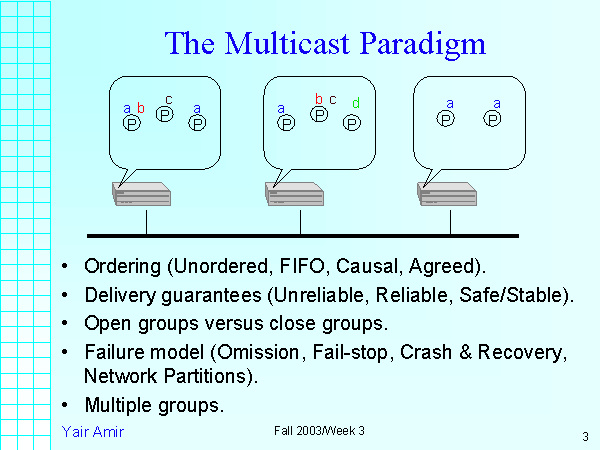 The Multicast Paradigm
a b c a
P P P
a b c d
P P P
a a
P P
• Ordering (Unordered, FIFO, Causal, Agreed).
• Delivery guarantees (Unreliable, Reliable, Safe/Stable).
• Open groups versus close groups.
• Failure model (Omission, Fail-stop, Crash & Recovery,
Network Partitions).
• Multiple groups.
Yair Amir
Fall 2003/Week 3
3